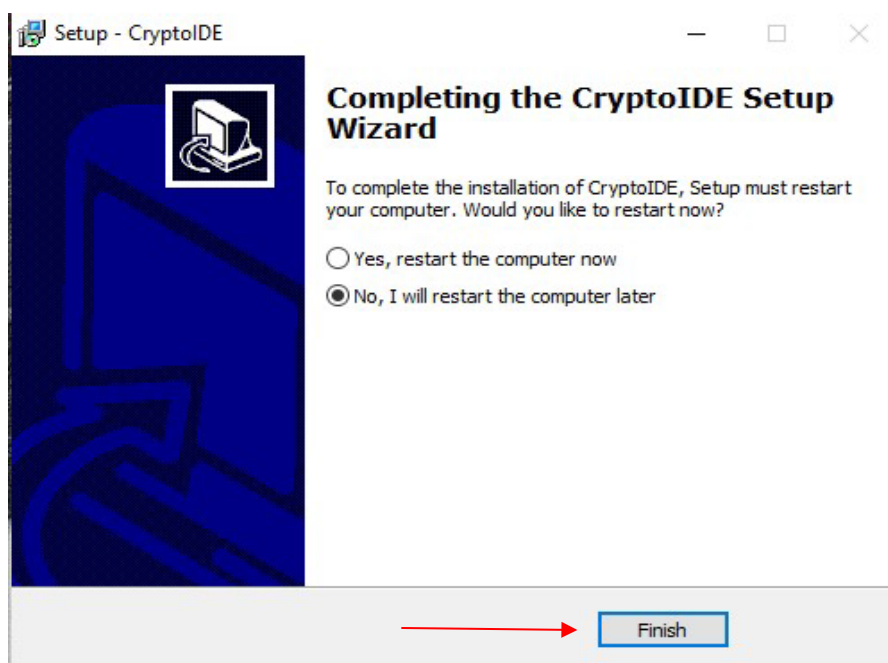 Setup - CryptoIDE
Completing the CryptoIDE Setup
Wizard
To complete the installation of CryptoIDE, Setup must restart
your computer. Would you like to restart now?
Yes, restart the computer now
No, I will restart the computer later
Finish